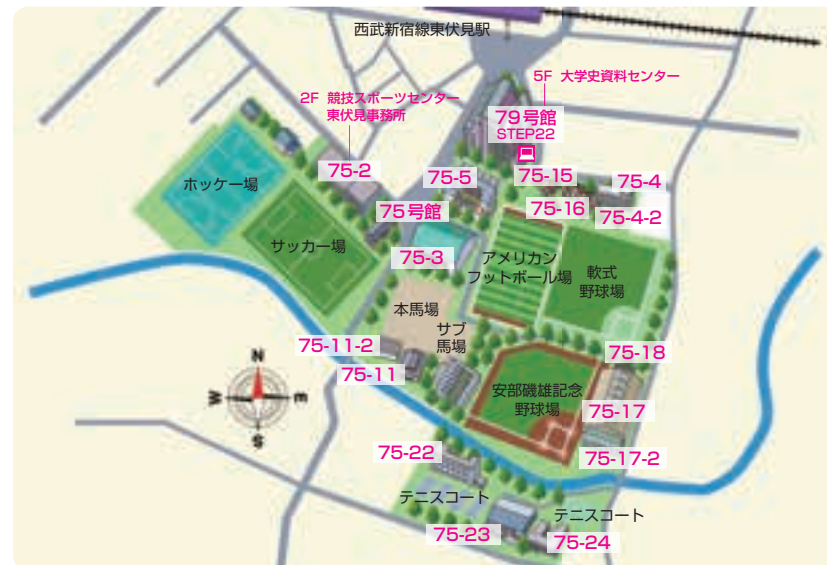 西武新宿線東伏見駅
5F 大学史資料センター
2F 競技スポーツセンター
東伏見事務所
79号館
STEP22
75-2
75-5
75-15
75-4
ホッケー場
75-16
75-4-2
75号館
サッカー場
75-3
アメリカン
フットボール場
軟式
野球場
本馬場
サブ
馬場
75-11-2
75-18
75-11
N
W
E
S
安部磯雄記念
野球場
75-17
75-22
75-17-2
テニスコート
テニスコート
75-23
75-24